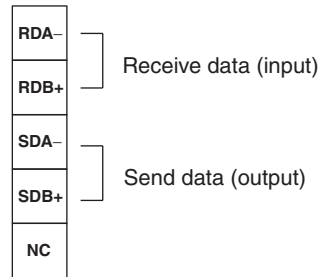 RDA−
RDB+
Receive data (input)
SDA−
SDB+
Send data (output)
NC